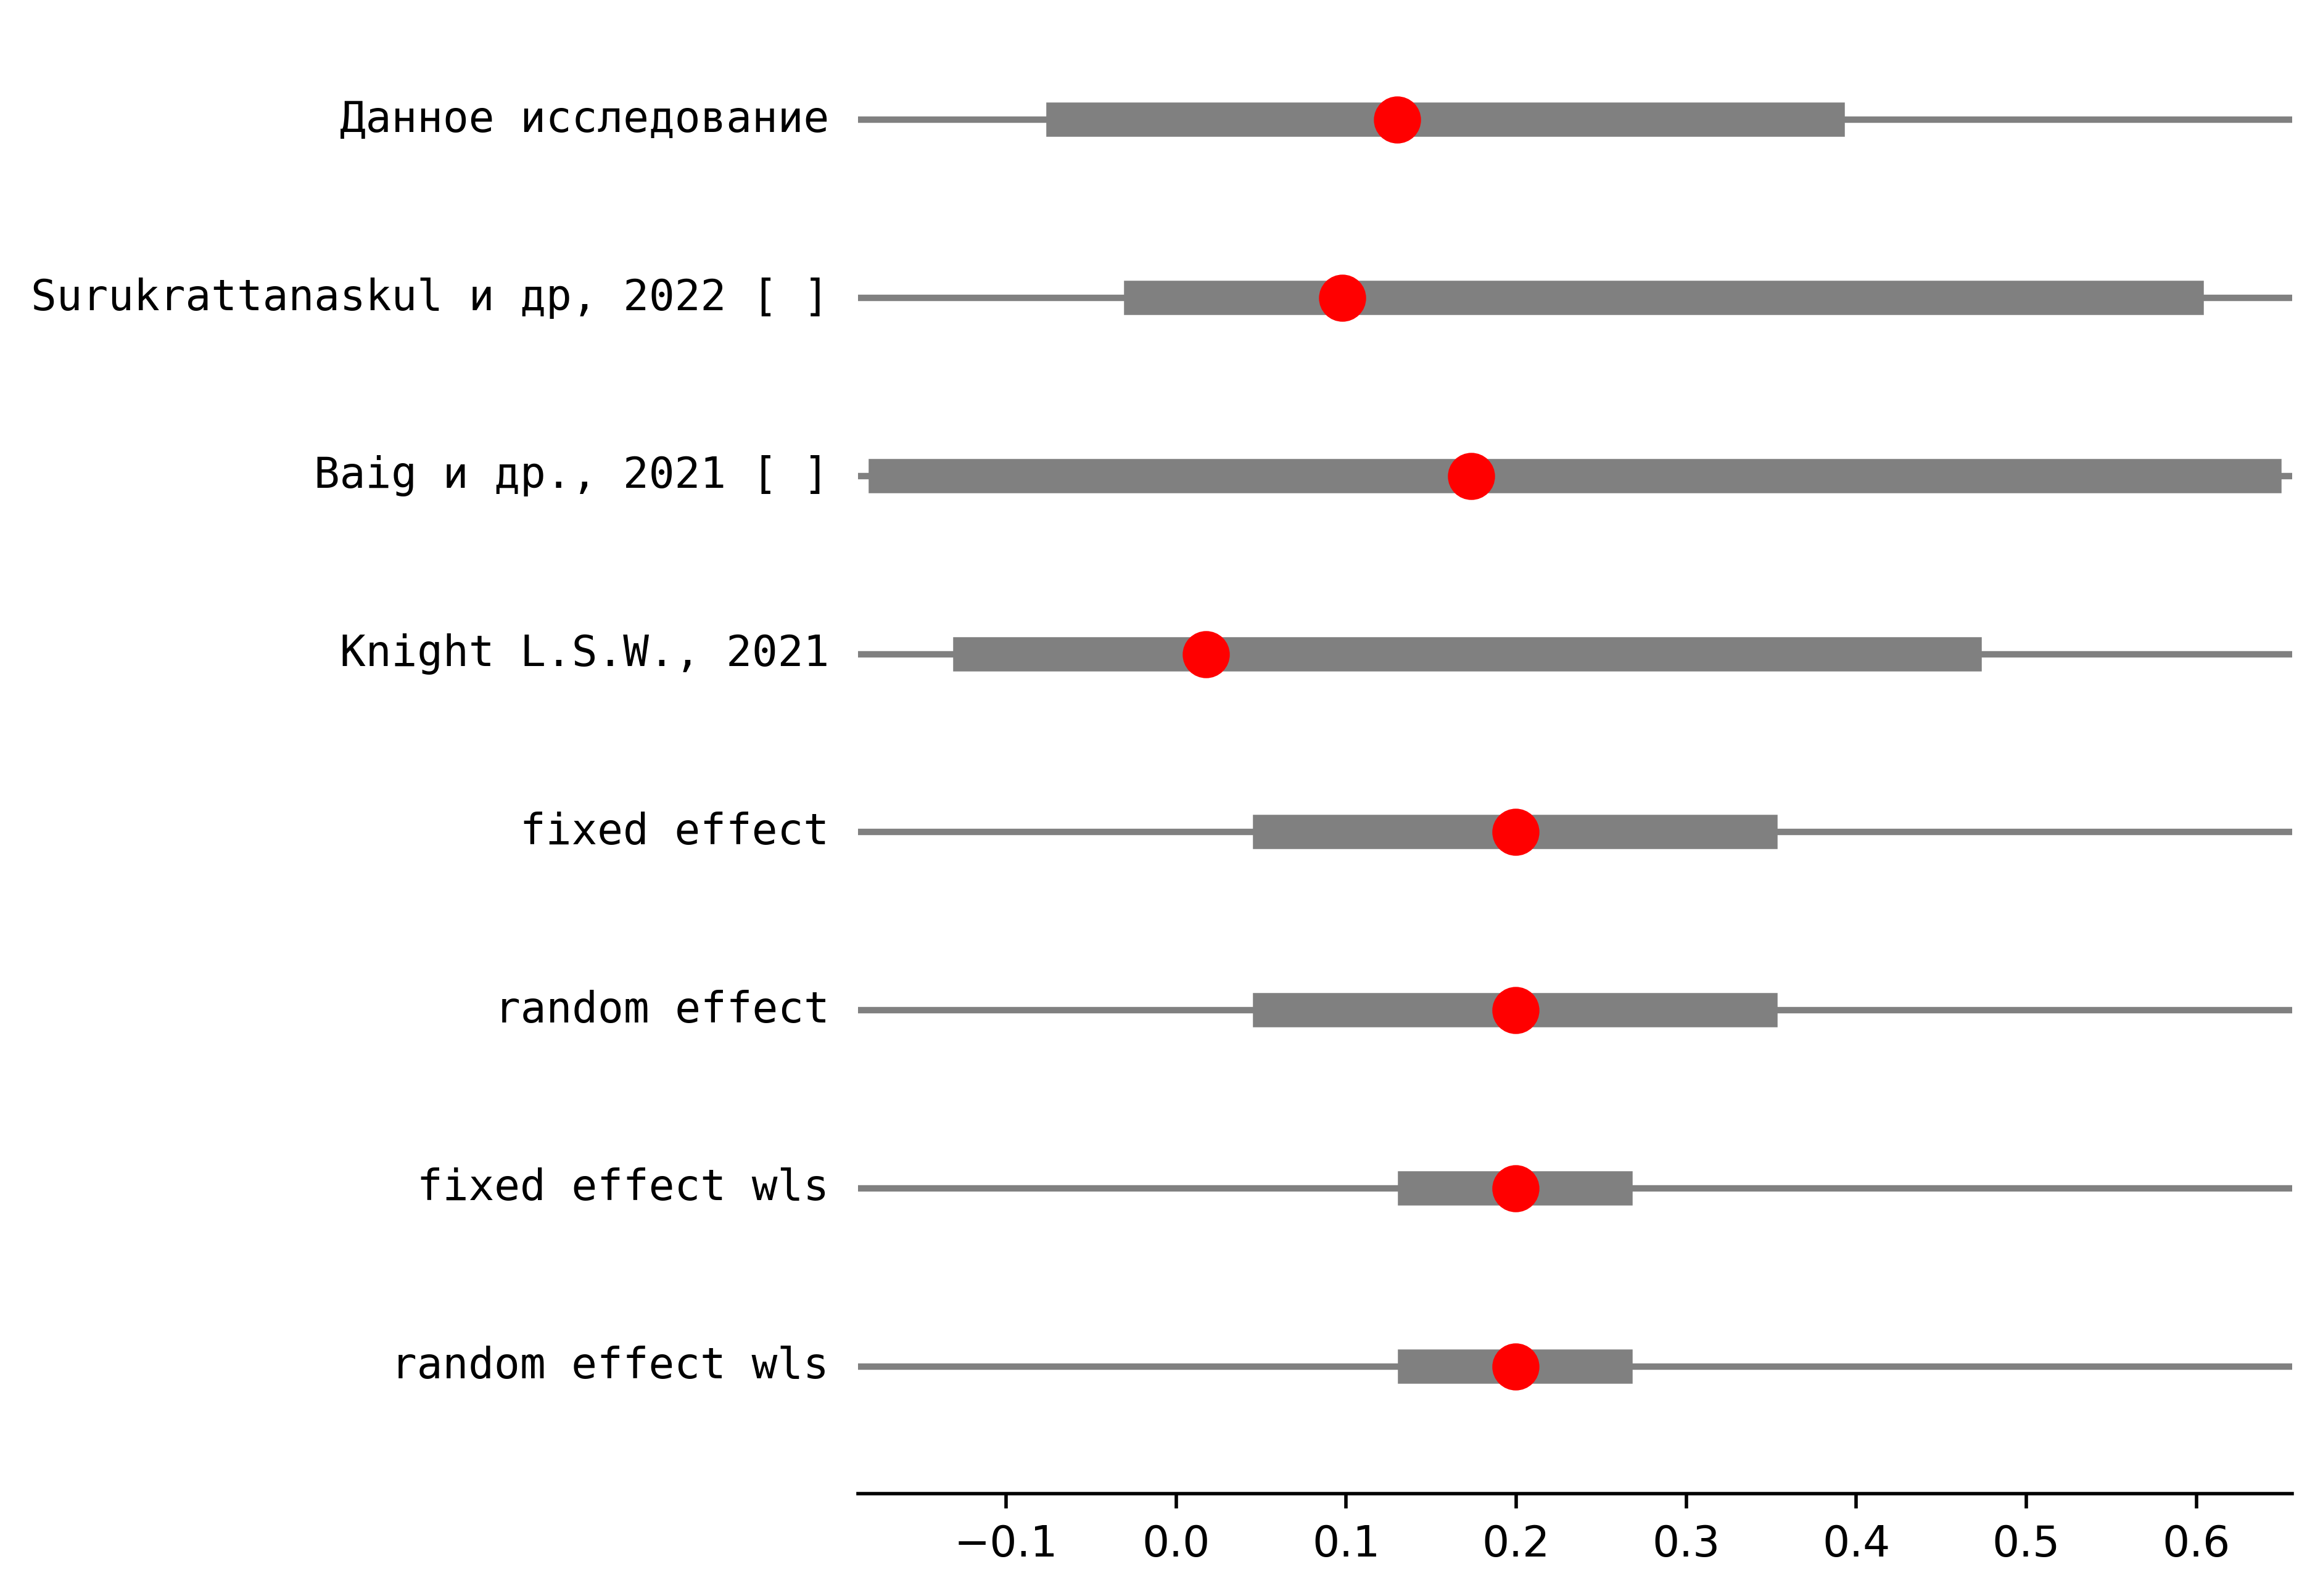 Данное исследование
Surukrattanaskul и др, 2022 [ ]
Baig и др., 2021 [ ]
Knight L.S.W., 2021
fixed effect
random effect
fixed effect wls
random effect wls
−0.1 0.0 0.1 0.2 0.3 0.4 0.5 0.6